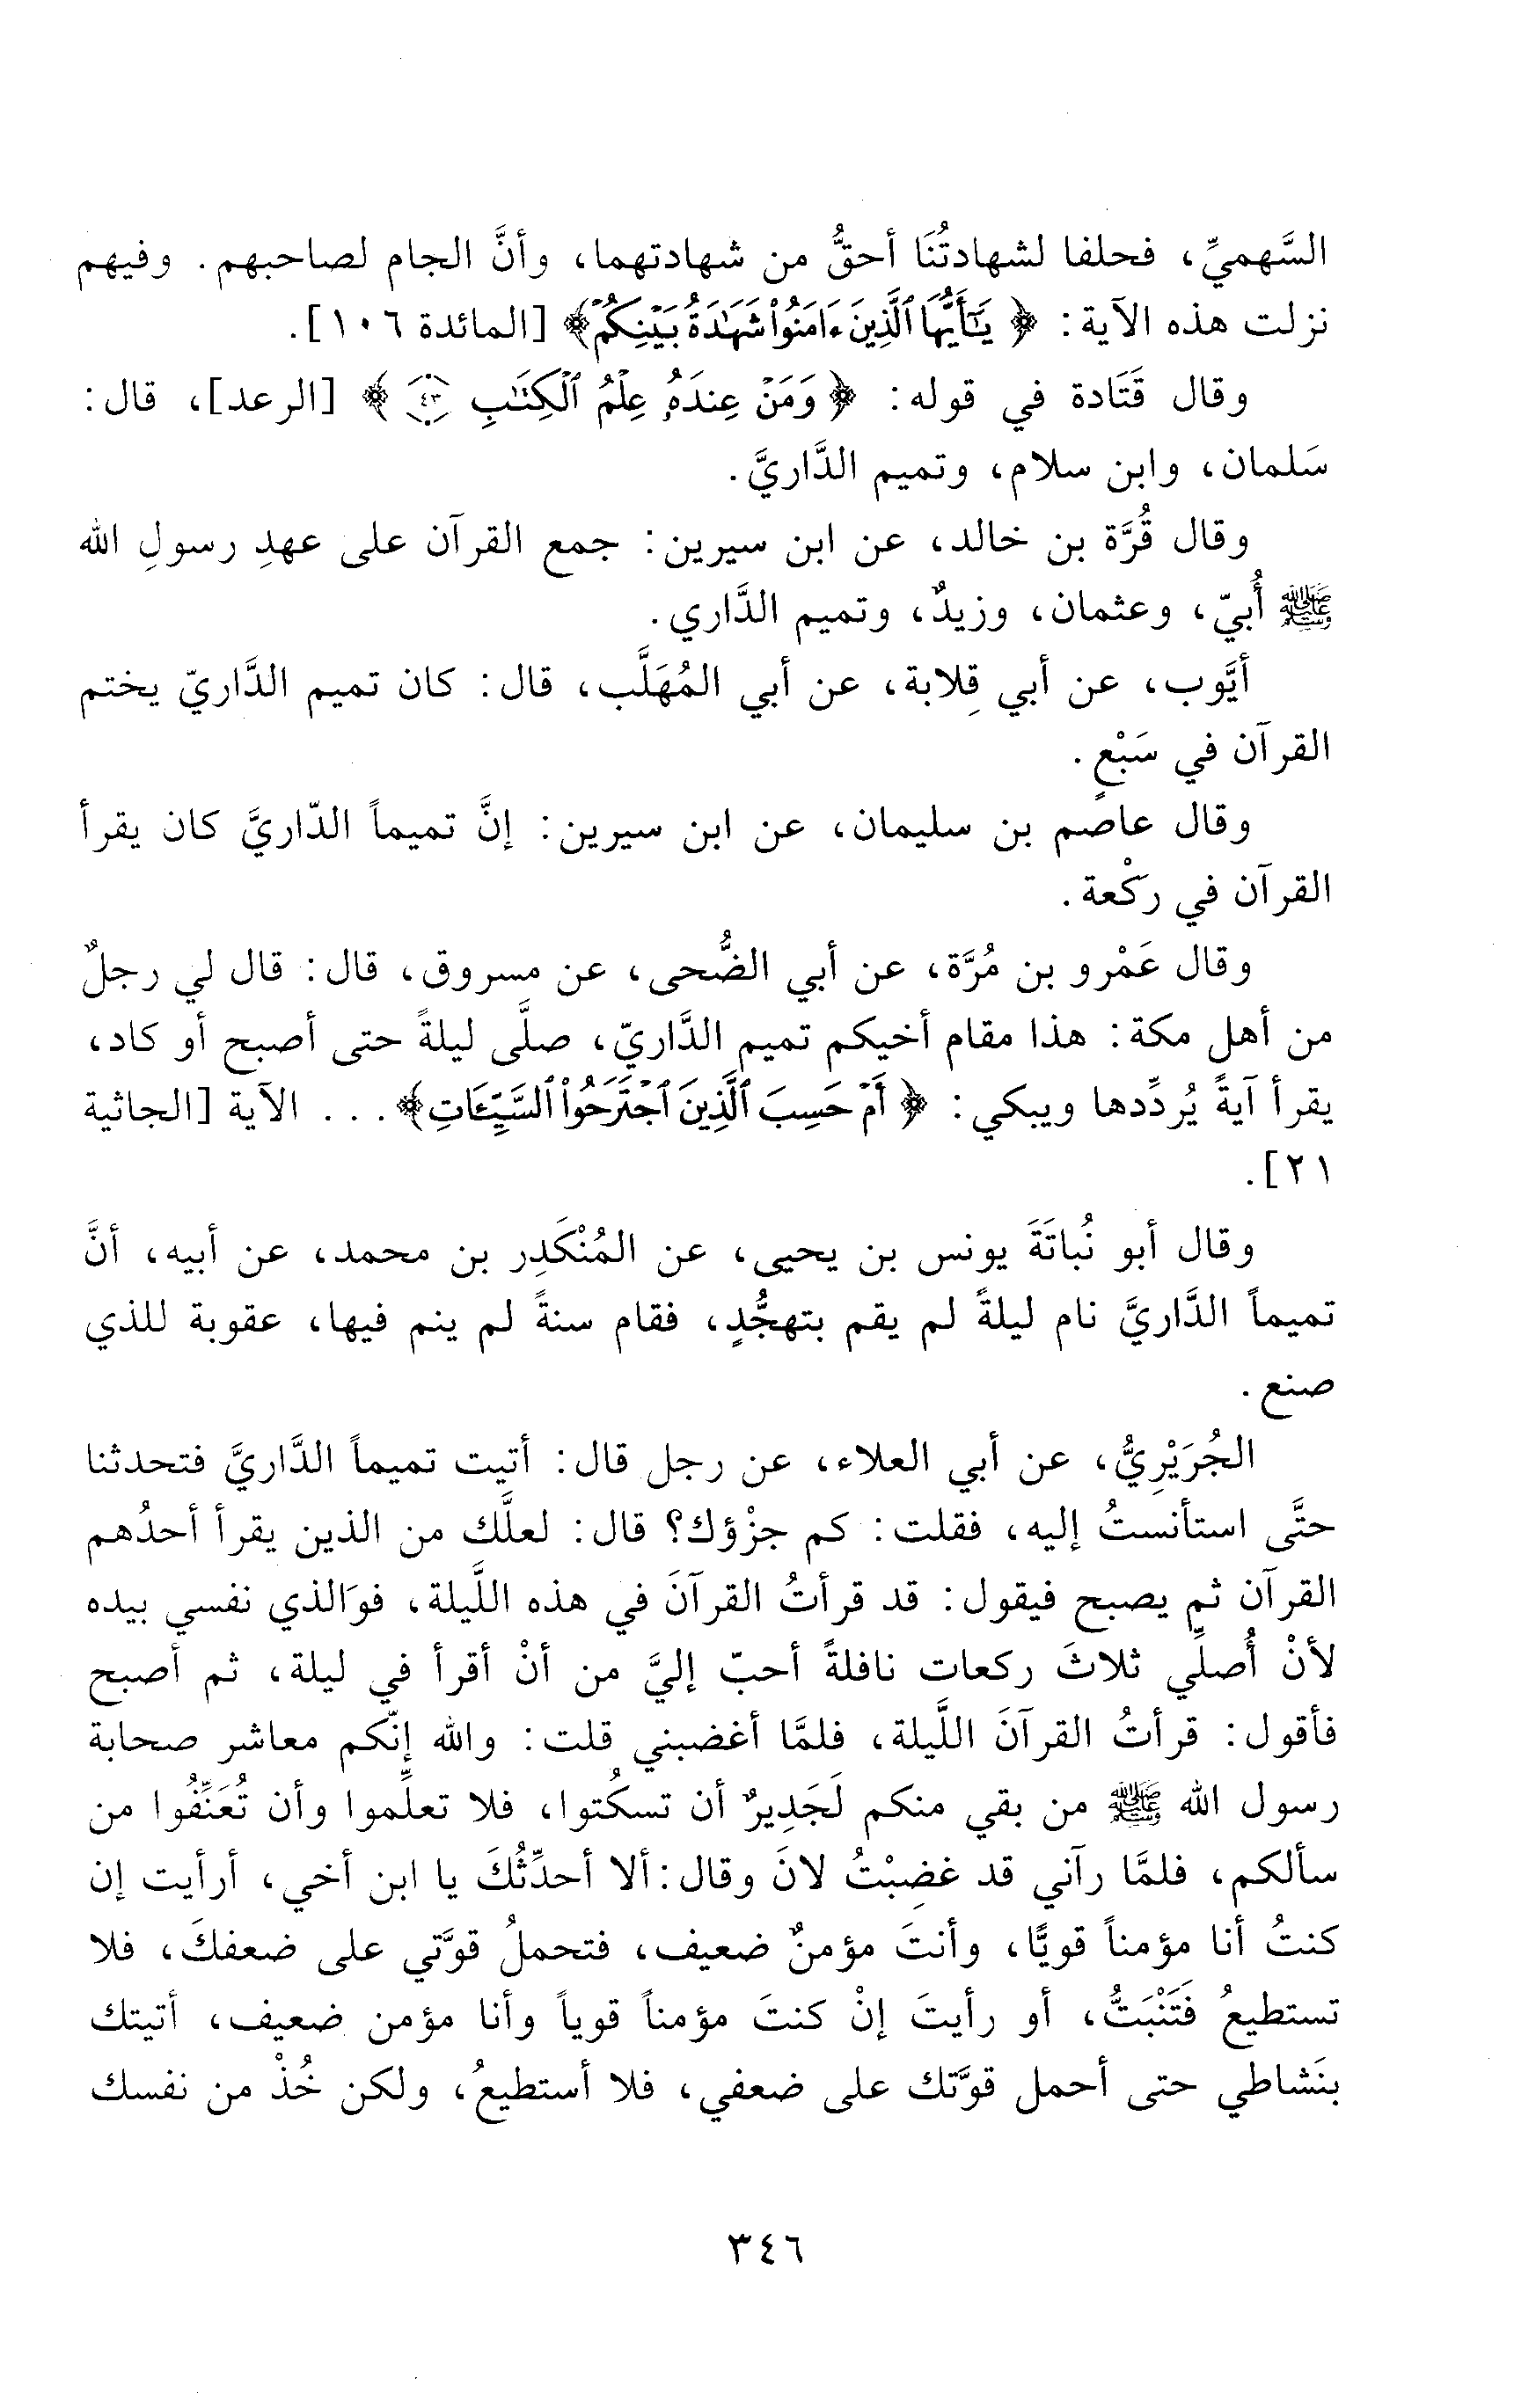 السَّهميِّ، فحلفا لشهادتُنَا أحقُّ من شهادتهما، وأنَّ الجام لصاحبهم. وفيهم
نزلت هذه الآية: ﴿ يَٰٓأَيُّهَا ٱلَّذِينَ ءَامَنُواْ شَهَٰدَةُ بَيۡنِكُمۡ﴾ [المائدة ١٠٦].
وقال قَتَادة في قوله: ﴿ وَمَنۡ عِندَهُۥ عِلۡمُ ٱلۡكِتَٰبِ ٤٣ ﴾ [الرعد]، قال:
سَلمان، وابن سلام، وتميم الدَّاريَّ.
وقال قُرَّة بن خالد، عن ابن سيرين: جمع القرآن على عهدِ رسولِ الله
ﷺ أُبيّ، وعثمان، وزيدٌ، وتميم الدَّاري.
أيَّوب، عن أبي قِلابة، عن أبي المُهَلَّب، قال: كان تميم الدَّاريّ يختم
القرآن في سَبْعٍ.
وقال عاصم بن سليمان، عن ابن سيرين: إنَّ تميماً الدّاريَّ كان يقرأ
القرآن في ركْعة.
وقال عَمْرو بن مُرَّة، عن أبي الضُّحى، عن مسروق، قال: قال لي رجلٌ
من أهل مكة: هذا مقام أخيكم تميم الدَّاريّ، صلَّى ليلةً حتى أصبح أو كاد،
يقرأ آيةً يُردِّدها ويبكي: ﴿ أَمۡ حَسِبَ ٱلَّذِينَ ٱجۡتَرَحُواْ ٱلسَّيِّـَٔاتِ﴾. . . الآية [الجاثية
٢١].
وقال أبو نُباتَةَ يونس بن يحيى، عن المُنْكَدِر بن محمد، عن أبيه، أنَّ
تميماً الدَّاريَّ نام ليلةً لم يقم بتهجُّدٍ، فقام سنةً لم ينم فيها، عقوبة للذي
صنع.
الجُرَيْرِيُّ، عن أبي العلاء، عن رجل قال: أتيت تميماً الدَّاريَّ فتحدثنا
حتَّى استأنستُ إليه، فقلت: كم جزْؤك؟ قال: لعلَّك من الذين يقرأ أحدُهم
القرآن ثم يصبح فيقول: قد قرأتُ القرآنَ في هذه اللَّيلة، فوَالذي نفسي بيده
لأنْ أُصلِّي ثلاثَ ركعات نافلةً أحبّ إليَّ من أنْ أقرأ في ليلة، ثم أصبح
فأقول: قرأتُ القرآنَ اللَّيلة، فلمَّا أغضبني قلت: والله إنّكم معاشر صحابة
رسول الله ﷺ من بقي منكم لَجَدِيرٌ أن تسكُتوا، فلا تعلِّموا وأن تُعَنِّفُوا من
سألكم، فلمَّا رآني قد غضِبْتُ لانَ وقال: ألا أحدِّثُكَ يا ابن أخي، أرأيت إن
كنتُ أنا مؤمناً قويًّا، وأنتَ مؤمنٌ ضعيف، فتحملُ قوَّتي على ضعفكَ، فلا
تستطيعُ فَتَنْبَتُّ، أو رأيتَ إنْ كنتَ مؤمناً قوياً وأنا مؤمن ضعيف، أتيتك
بنَشاطي حتى أحمل قوَّتك على ضعفي، فلا أستطيعُ، ولكن خُذْ من نفسك
٣٤٦